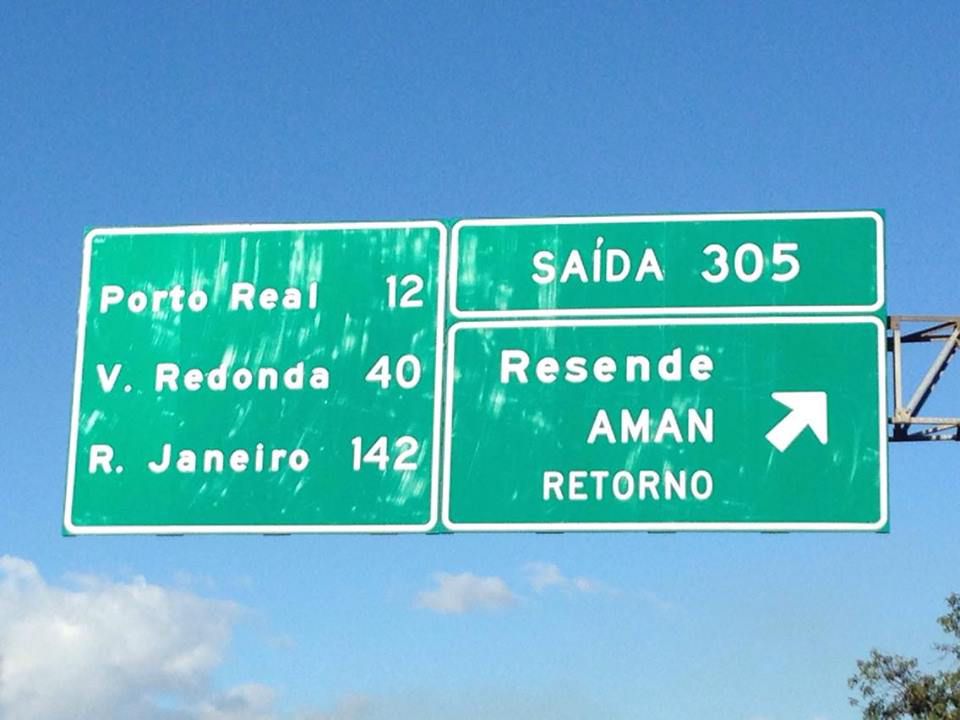 Porto Real 12
V. Redonda 40
R. Janeiro 142
SAÍDA 305
Resende
AMAN
RETORNO